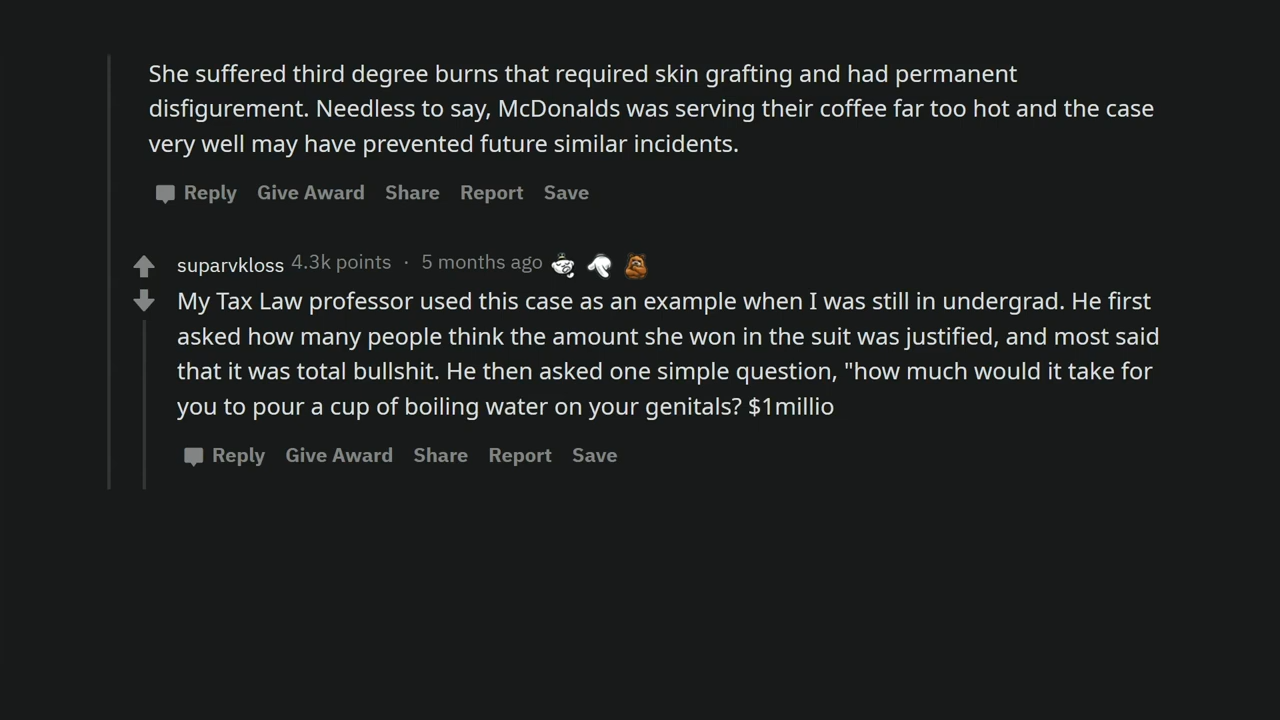 She suffered third degree burns that required skin grafting and had permanent
disfigurement. Needless to say, McDonalds was serving their coffee far too hot and the case
very well may have prevented future similar incidents.
Reply Give Award Share Report Save
suparvkloss 4.3k points · 5 months ago
My Tax Law professor used this case as an example when I was still in undergrad. He first
asked how many people think the amount she won in the suit was justified, and most said
that it was total bullshit. He then asked one simple question, "how much would it take for
you to pour a cup of boiling water on your genitals? $1millio
Reply Give Award Share Report Save